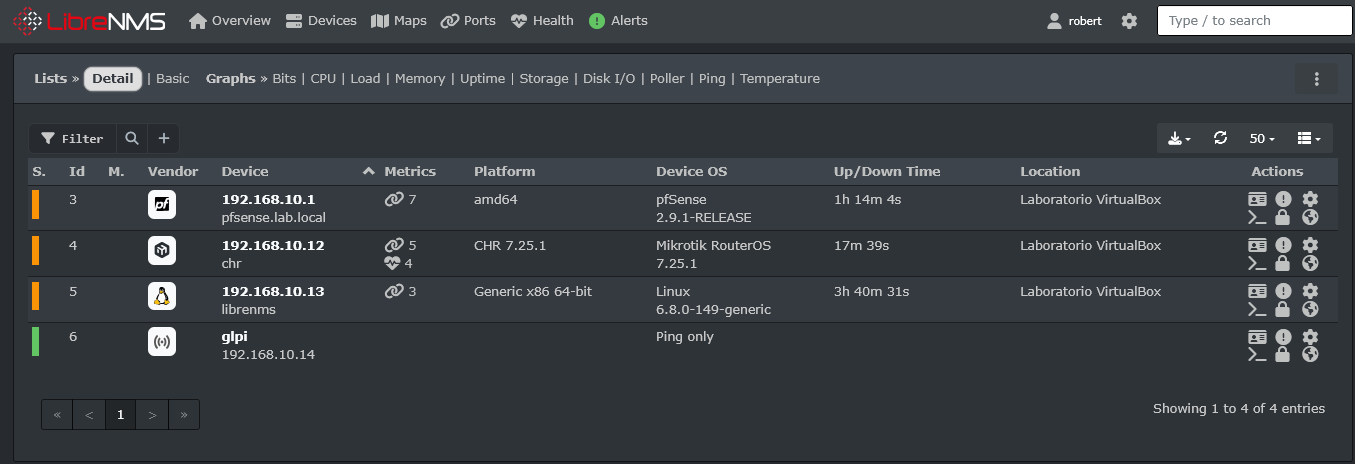 LibreNMS Overview Devices Maps Ports Health Alerts robert Type / to search
Lists » Detail | Basic Graphs » Bits | CPU | Load | Memory | Uptime | Storage | Disk I/O | Poller | Ping | Temperature
Filter 50
S. Id M. Vendor Device Metrics Platform Device OS Up/Down Time Location Actions
3 pf 192.168.10.1 7 amd64 pfSense 1h 14m 4s Laboratorio VirtualBox
pfsense.lab.local 2.9.1-RELEASE
4 192.168.10.12 5 CHR 7.25.1 Mikrotik RouterOS 17m 39s Laboratorio VirtualBox
chr 4 7.25.1
5 192.168.10.13 3 Generic x86 64-bit Linux 3h 40m 31s Laboratorio VirtualBox
librenms 6.8.0-149-generic
6 glpi Ping only
192.168.10.14
« < 1 > » Showing 1 to 4 of 4 entries